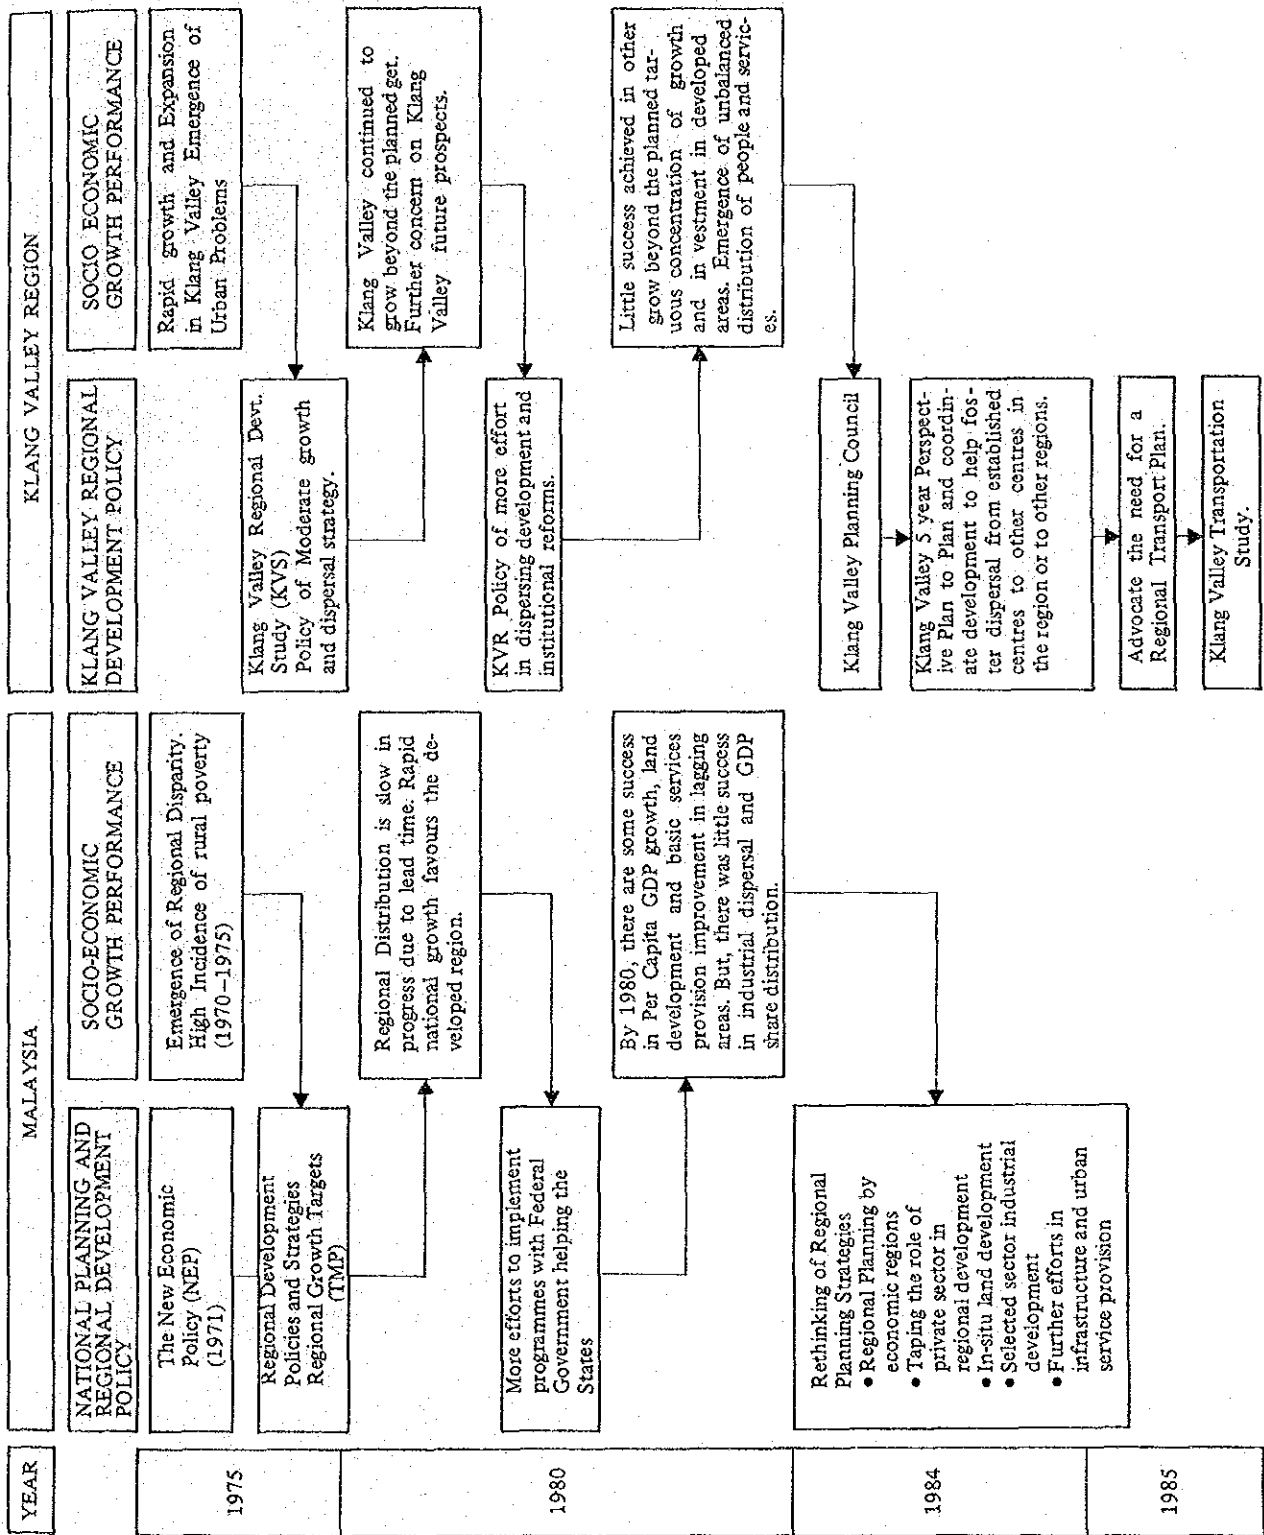 YEAR
MALAYSIA
KLANG VALLEY REGION
NATIONAL PLANNING AND
REGIONAL DEVELOPMENT
POLICY
SOCIO-ECONOMIC
GROWTH PERFORMANCE
KLANG VALLEY REGIONAL
DEVELOPMENT POLICY
SOCIO ECONOMIC
GROWTH PERFORMANCE
1975
The New Economic
Policy (NEP)
(1971)
Emergence of Regional Disparity.
High Incidence of rural poverty
(1970–1975)
Rapid growth and Expansion
in Klang Valley Emergence of
Urban Problems
Regional Development
Policies and Strategies
Regional Growth Targets
(TMP)
Klang Valley Regional Devt.
Study (KVS)
Policy of Moderate growth
and dispersal strategy.
1980
Regional Distribution is slow in
progress due to lead time. Rapid
national growth favours the de-
veloped region.
Klang Valley continued to
grow beyond the planned get.
Further concern on Klang
Valley future prospects.
More efforts to implement
programmes with Federal
Government helping the
States
KVR Policy of more effort
in dispersing development and
institutional reforms.
By 1980, there are some success
in Per Capita GDP growth, land
development and basic services
provision improvement in lagging
areas. But, there was little success
in industrial dispersal and GDP
share distribution.
Little success achieved in other
grow beyond the planned tar-
uous concentration of growth
and in vestment in developed
areas. Emergence of unbalanced
distribution of people and servic-
es.
1984
Rethinking of Regional
Planning Strategies
• Regional Planning by
economic regions
• Taping the role of
private sector in
regional development
• In-situ land development
• Selected sector industrial
development
• Further efforts in
infrastructure and urban
service provision
Klang Valley Planning Council
Klang Valley 5 year Perspect-
ive Plan to Plan and coordin-
ate development to help fos-
ter dispersal from established
centres to other centres in
the region or to other regions.
1985
Advocate the need for a
Regional Transport Plan.
Klang Valley Transportation
Study.